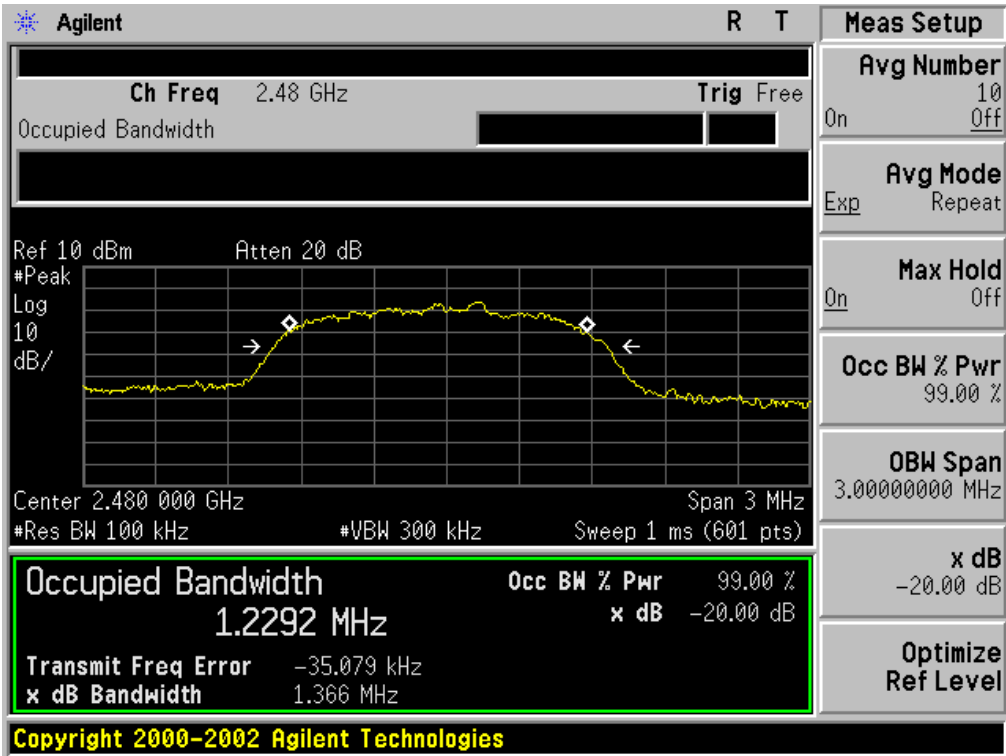 Agilent R T
Ch Freq 2.48 GHz Trig Free
Occupied Bandwidth
Ref 10 dBm Atten 20 dB
#Peak
Log
10
dB/
Center 2.480 000 GHz Span 3 MHz
#Res BW 100 kHz #VBW 300 kHz Sweep 1 ms (601 pts)
Occupied Bandwidth Occ BW % Pwr 99.00 %
1.2292 MHz x dB -20.00 dB
Transmit Freq Error -35.079 kHz
x dB Bandwidth 1.366 MHz
Copyright 2000-2002 Agilent Technologies
Meas Setup
Avg Number
10
On Off
Avg Mode
Exp Repeat
Max Hold
On Off
Occ BW % Pwr
99.00 %
OBW Span
3.00000000 MHz
x dB
-20.00 dB
Optimize
Ref Level